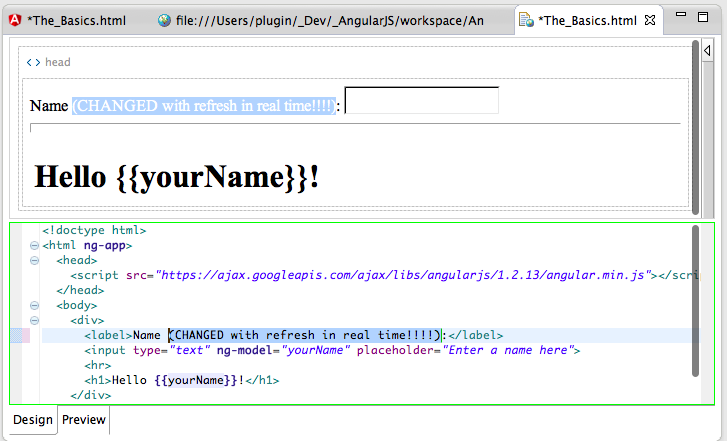 *The_Basics.html file:///Users/plugin/_Dev/_AngularJS/workspace/An *The_Basics.html
<> head
Name (CHANGED with refresh in real time!!!!):
Hello {{yourName}}!
<!doctype html>
<html ng-app>
<head>
<script src="https://ajax.googleapis.com/ajax/libs/angularjs/1.2.13/angular.min.js"></scrip
</head>
<body>
<div>
<label>Name (CHANGED with refresh in real time!!!!):</label>
<input type="text" ng-model="yourName" placeholder="Enter a name here">
<hr>
<h1>Hello {{yourName}}!</h1>
</div>
Design Preview